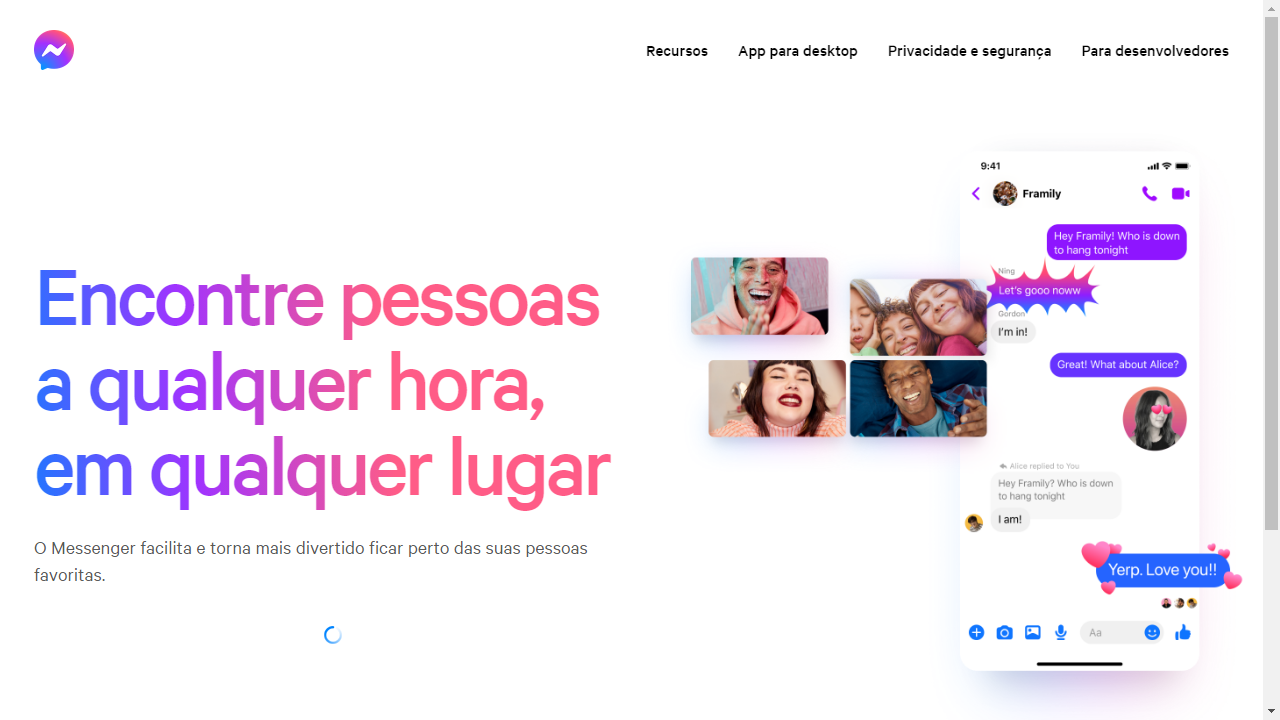 Recursos
App para desktop
Privacidade e segurança
Para desenvolvedores
Encontre pessoas
a qualquer hora,
em qualquer lugar
O Messenger facilita e torna mais divertido ficar perto das suas pessoas
favoritas.
9:41
Framily
Hey Framily! Who is down
to hang tonight
Ning
Let's gooo noww
Gordon
I'm in!
Great! What about Alice?
Alice replied to You
Hey Framily? Who is down
to hang tonight
I am!
Yerp. Love you!!
Aa